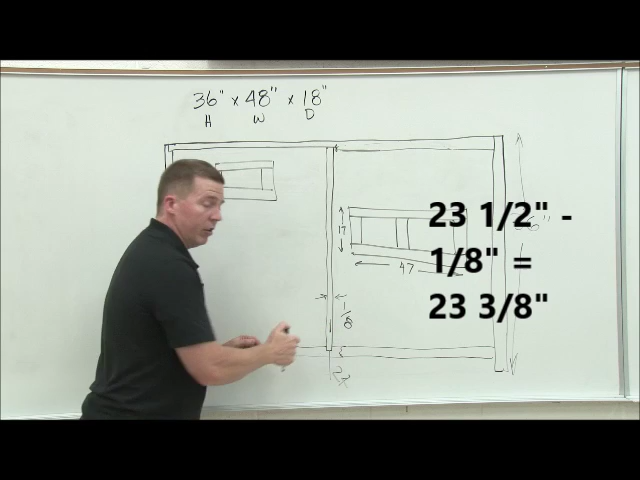 36" x 48" x 18"
H W D
17
47
1/8
23 1/2" -
1/8" =
23 3/8"